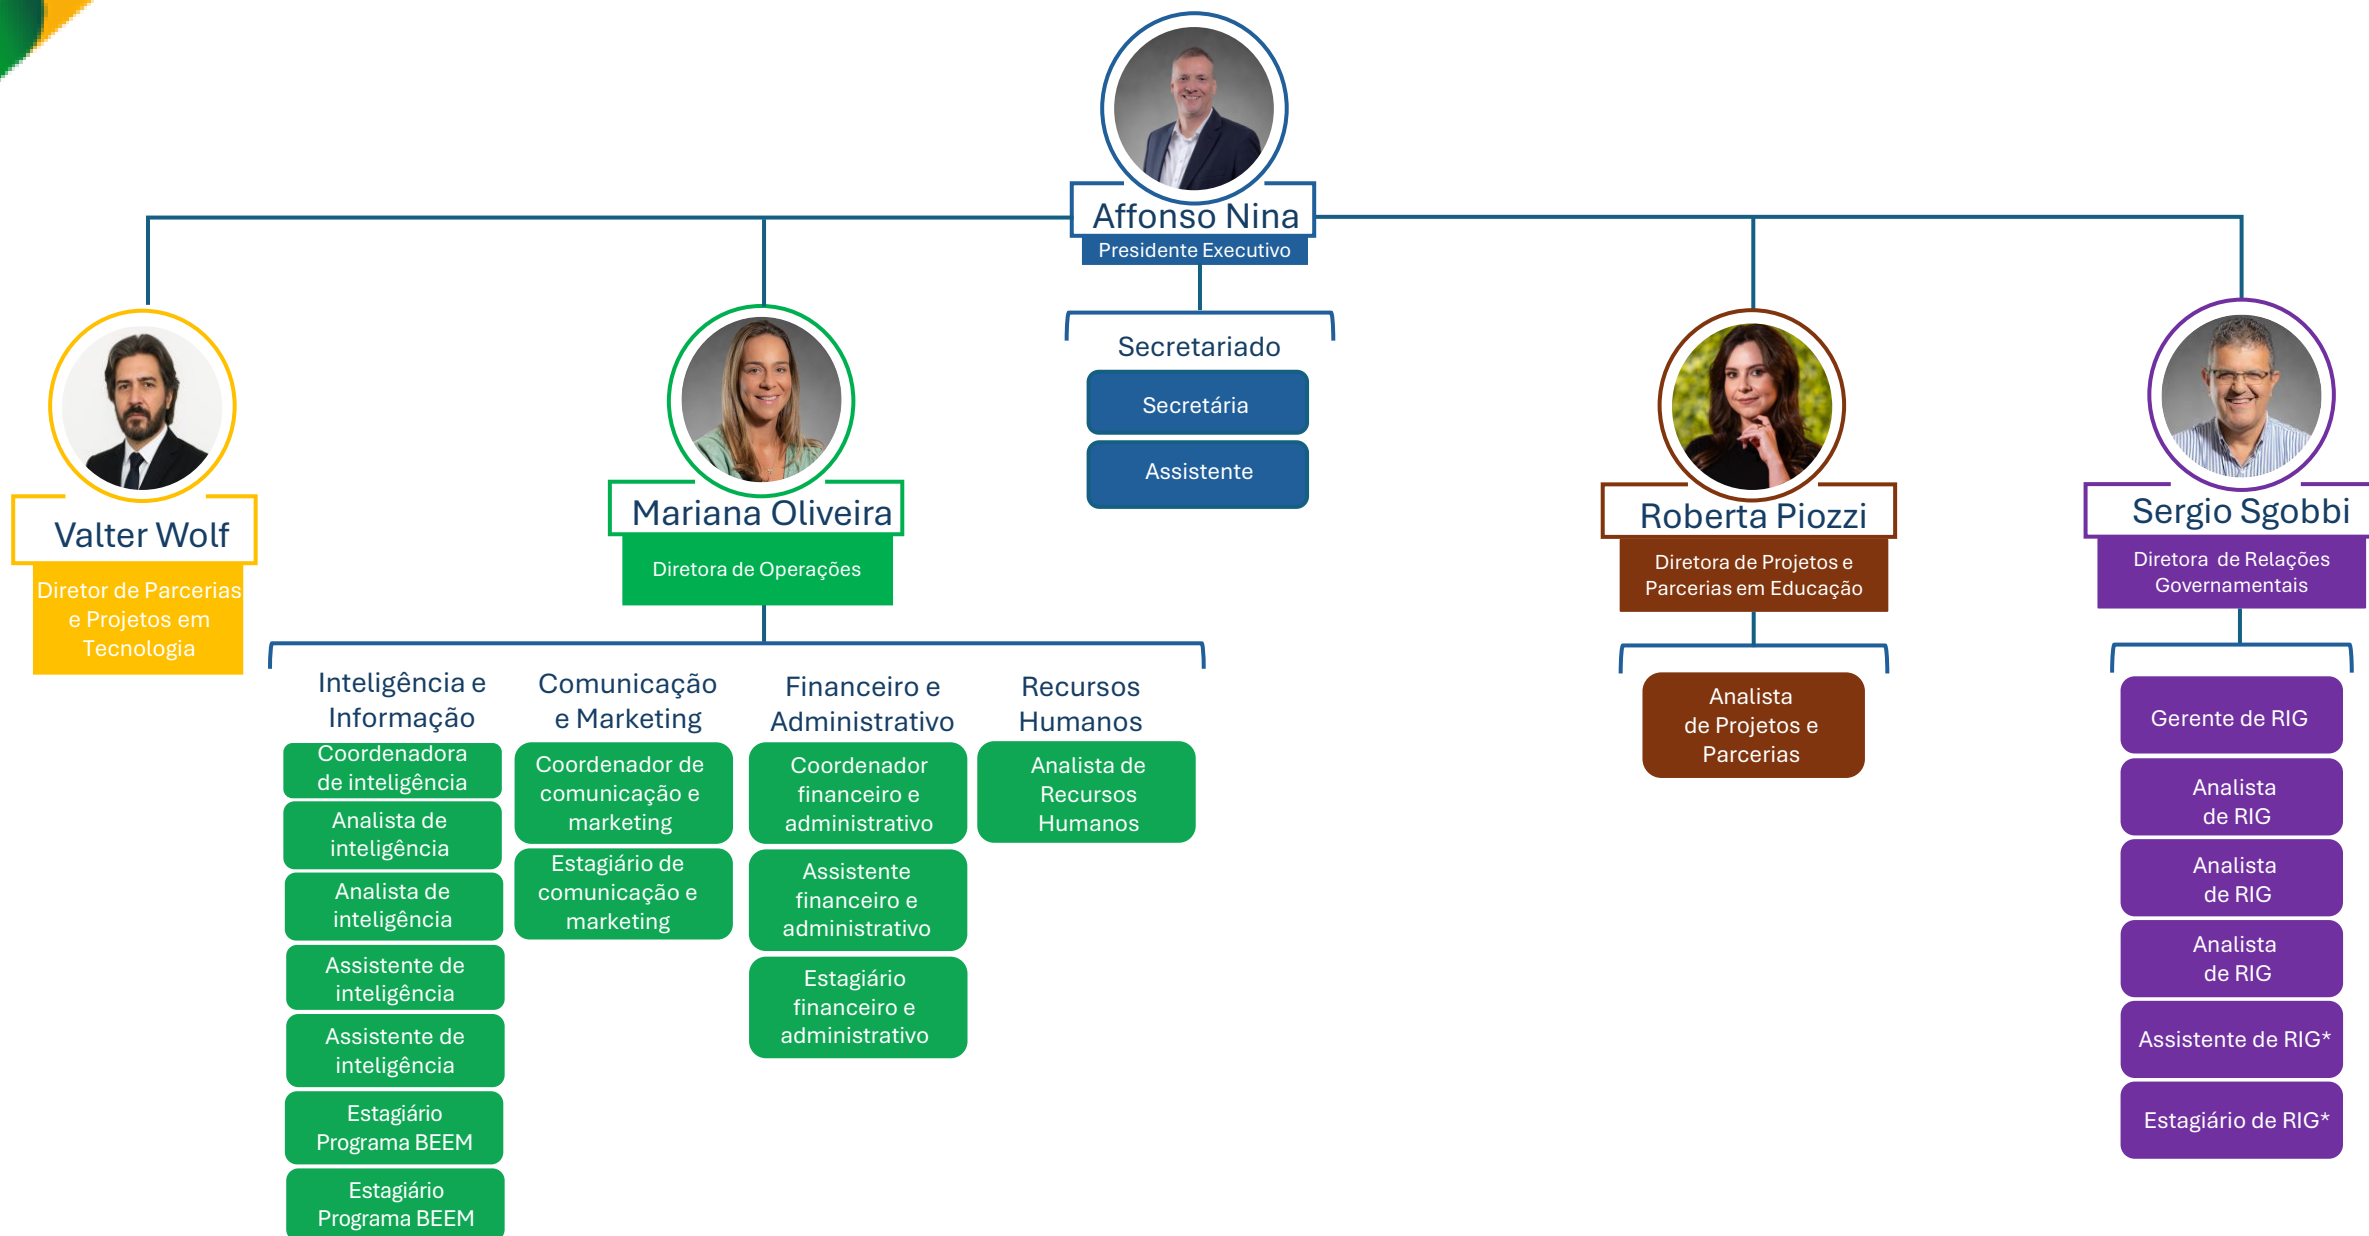 Affonso Nina
Presidente Executivo
Secretariado
Secretária
Assistente
Valter Wolf
Diretor de Parcerias
e Projetos em
Tecnologia
Mariana Oliveira
Diretora de Operações
Inteligência e
Informação
Coordenadora
de inteligência
Analista de
inteligência
Analista de
inteligência
Assistente de
inteligência
Assistente de
inteligência
Estagiário
Programa BEEM
Estagiário
Programa BEEM
Comunicação
e Marketing
Coordenador de
comunicação e
marketing
Estagiário de
comunicação e
marketing
Financeiro e
Administrativo
Coordenador
financeiro e
administrativo
Assistente
financeiro e
administrativo
Estagiário
financeiro e
administrativo
Recursos
Humanos
Analista de
Recursos
Humanos
Roberta Piozzi
Diretora de Projetos e
Parcerias em Educação
Analista
de Projetos e
Parcerias
Sergio Sgobbi
Diretora de Relações
Governamentais
Gerente de RIG
Analista
de RIG
Analista
de RIG
Analista
de RIG
Assistente de RIG*
Estagiário de RIG*